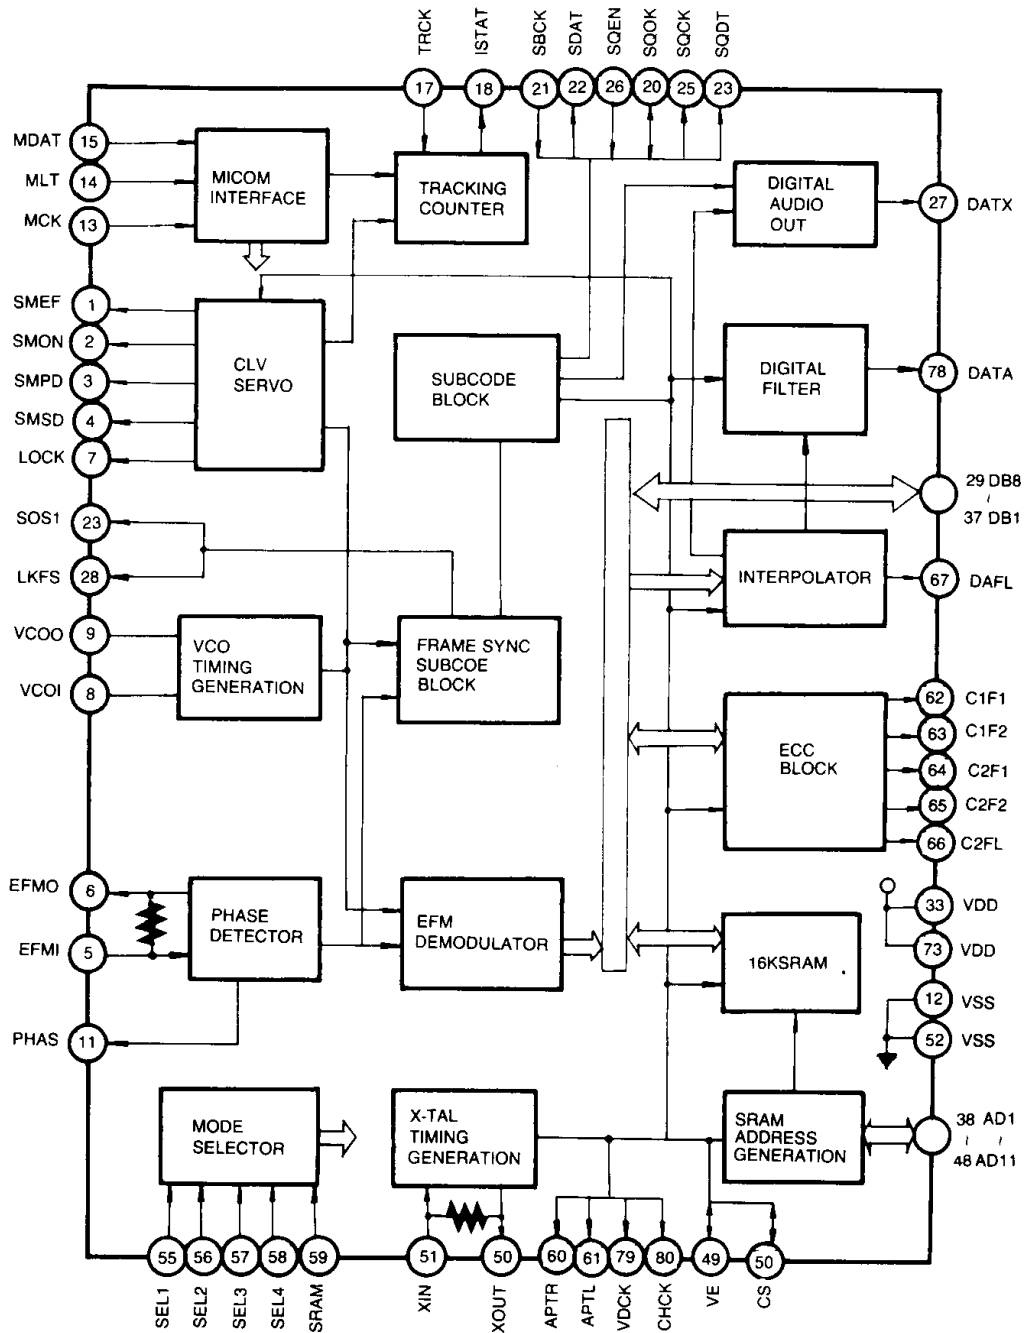 TRCK
ISTAT
SBCK
SDAT
SQEN
SQOK
SQCK
SQDT
17
18
21
22
26
20
25
23
MDAT
15
MLT
14
MCK
13
MICOM
INTERFACE
TRACKING
COUNTER
DIGITAL
AUDIO
OUT
27
DATX
SMEF
1
SMON
2
SMPD
3
SMSD
4
LOCK
7
CLV
SERVO
SUBCODE
BLOCK
DIGITAL
FILTER
78
DATA
29 DB8
37 DB1
SOS1
23
LKFS
28
INTERPOLATOR
67
DAFL
VCOO
9
VCOI
8
VCO
TIMING
GENERATION
FRAME SYNC
SUBCOE
BLOCK
ECC
BLOCK
62
C1F1
63
C1F2
64
C2F1
65
C2F2
66
C2FL
EFMO
6
EFMI
5
PHASE
DETECTOR
EFM
DEMODULATOR
16KSRAM
33
VDD
73
VDD
12
VSS
52
VSS
PHAS
11
MODE
SELECTOR
X-TAL
TIMING
GENERATION
SRAM
ADDRESS
GENERATION
38 AD1
48 AD11
55
56
57
58
59
51
50
60
61
79
80
49
50
SEL1
SEL2
SEL3
SEL4
SRAM
XIN
XOUT
APTR
APTL
VDCK
CHCK
VE
CS